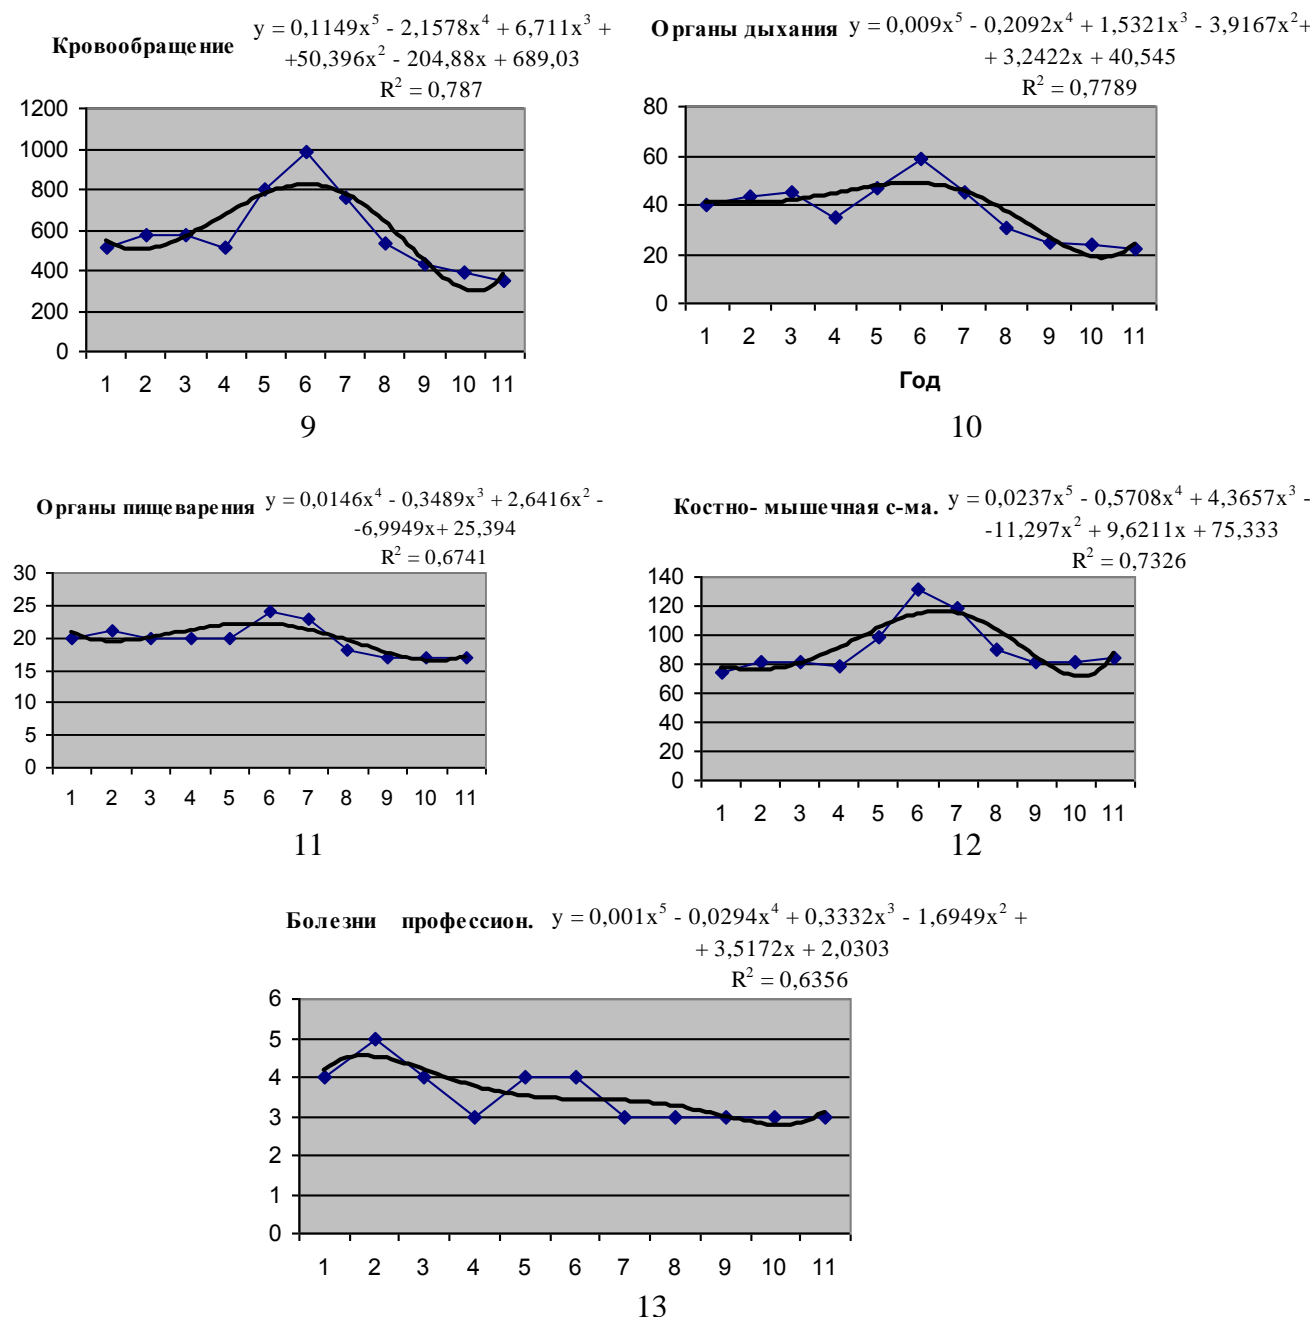 Кровообращение
y = 0,1149x⁵ - 2,1578x⁴ + 6,711x³ +
+50,396x² - 204,88x + 689,03
R² = 0,787
1200
1000
800
600
400
200
0
1 2 3 4 5 6 7 8 9 10 11
9
Органы дыхания
y = 0,009x⁵ - 0,2092x⁴ + 1,5321x³ - 3,9167x²+
+ 3,2422x + 40,545
R² = 0,7789
80
60
40
20
0
1 2 3 4 5 6 7 8 9 10 11
Год
10
Органы пищеварения
y = 0,0146x⁴ - 0,3489x³ + 2,6416x² -
-6,9949x+ 25,394
R² = 0,6741
30
25
20
15
10
5
0
1 2 3 4 5 6 7 8 9 10 11
11
Костно- мышечная с-ма.
y = 0,0237x⁵ - 0,5708x⁴ + 4,3657x³ -
-11,297x² + 9,6211x + 75,333
R² = 0,7326
140
120
100
80
60
40
20
0
1 2 3 4 5 6 7 8 9 10 11
12
Болезни профессион.
y = 0,001x⁵ - 0,0294x⁴ + 0,3332x³ - 1,6949x² +
+ 3,5172x + 2,0303
R² = 0,6356
6
5
4
3
2
1
0
1 2 3 4 5 6 7 8 9 10 11
13